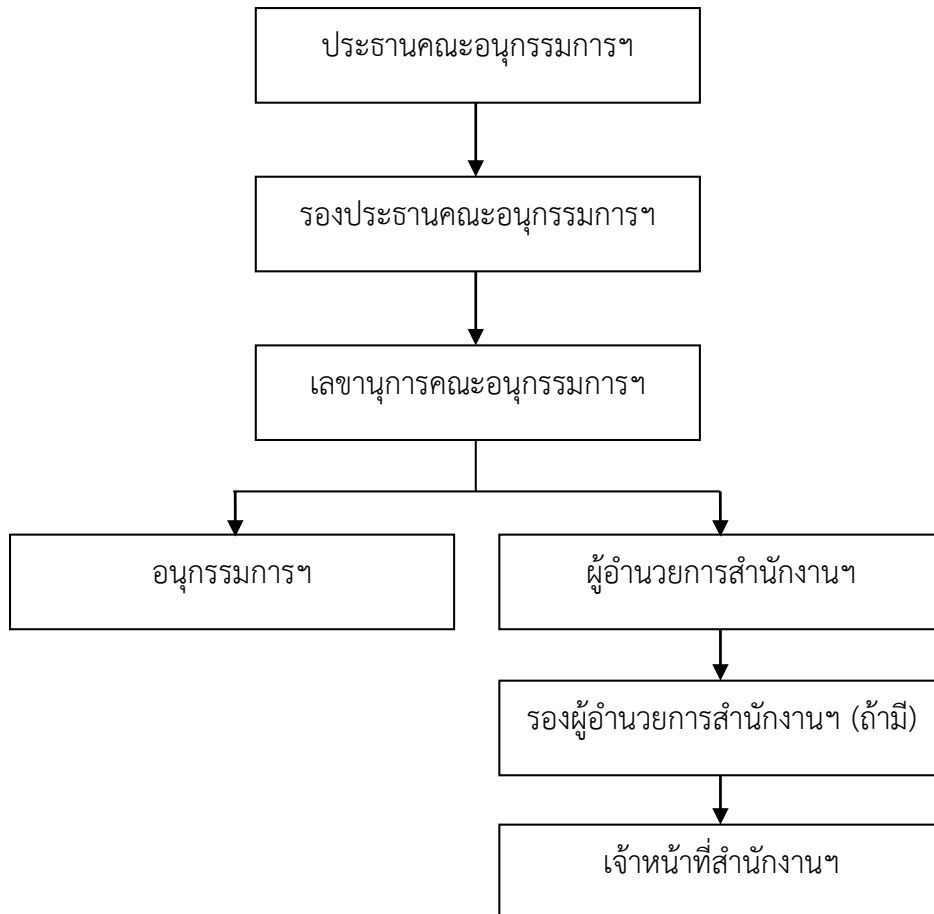 ประธานคณะอนุกรรมการฯ
รองประธานคณะอนุกรรมการฯ
เลขานุการคณะอนุกรรมการฯ
อนุกรรมการฯ
ผู้อำนวยการสำนักงานฯ
รองผู้อำนวยการสำนักงานฯ (ถ้ามี)
เจ้าหน้าที่สำนักงานฯ